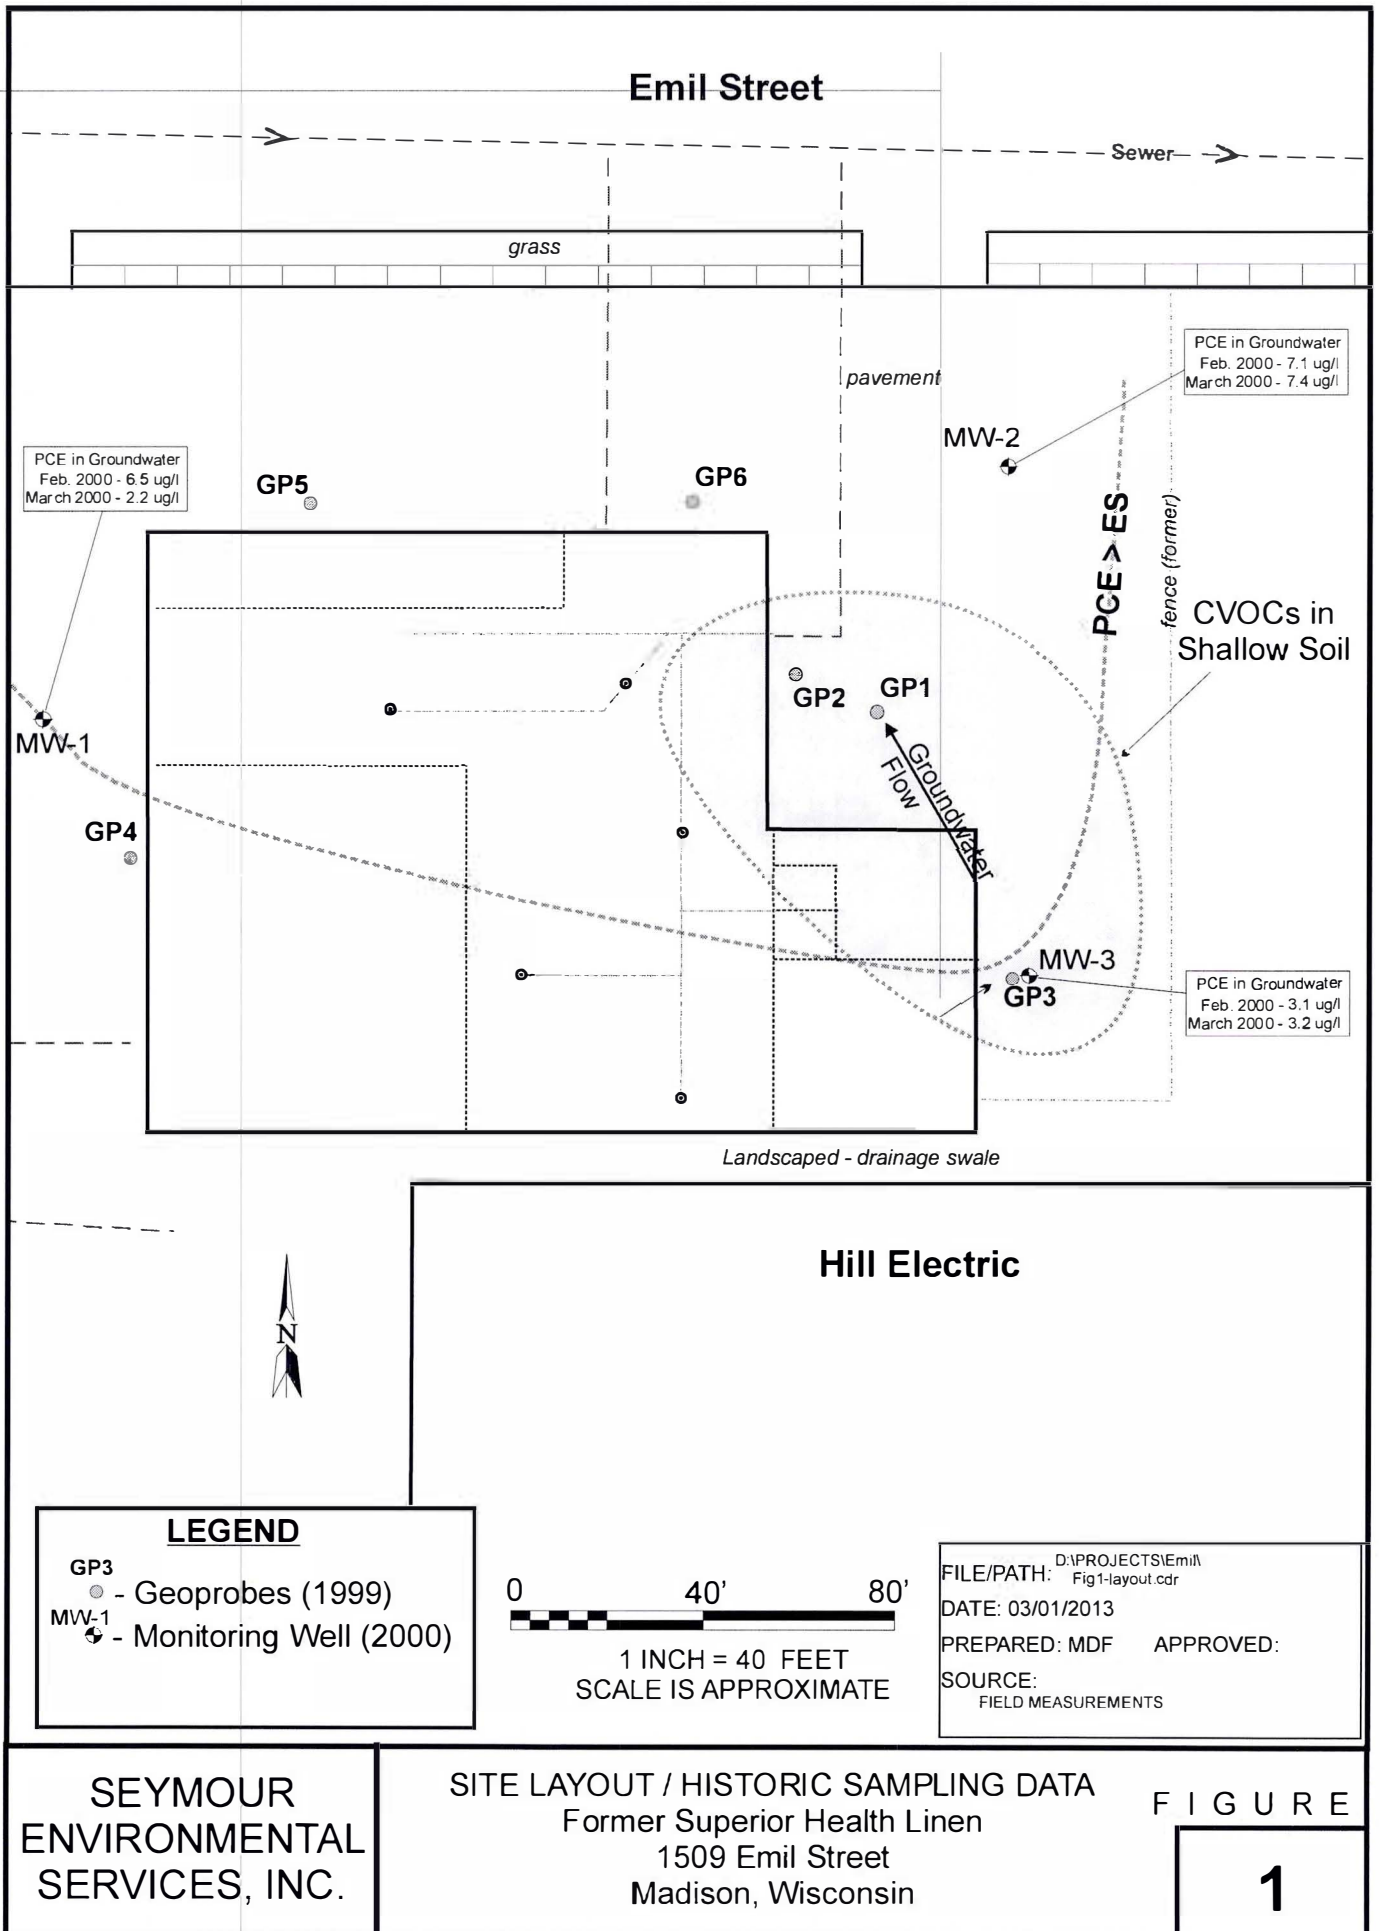 Emil Street
Sewer
grass
PCE in Groundwater
Feb. 2000 - 7.1 ug/l
March 2000 - 7.4 ug/l
pavement
MW-2
PCE in Groundwater
Feb. 2000 - 6.5 ug/l
March 2000 - 2.2 ug/l
GP5
GP6
PCE > ES
fence (former)
CVOCs in
Shallow Soil
GP2
GP1
MW-1
Groundwater
Flow
GP4
MW-3
GP3
PCE in Groundwater
Feb. 2000 - 3.1 ug/l
March 2000 - 3.2 ug/l
Landscaped - drainage swale
Hill Electric
N
LEGEND
GP3
- Geoprobes (1999)
MW-1
- Monitoring Well (2000)
0 40' 80'
1 INCH = 40 FEET
SCALE IS APPROXIMATE
FILE/PATH: D:\PROJECTS\Emil\
Fig1-layout.cdr
DATE: 03/01/2013
PREPARED: MDF APPROVED:
SOURCE:
FIELD MEASUREMENTS
SEYMOUR
ENVIRONMENTAL
SERVICES, INC.
SITE LAYOUT / HISTORIC SAMPLING DATA
Former Superior Health Linen
1509 Emil Street
Madison, Wisconsin
FIGURE
1